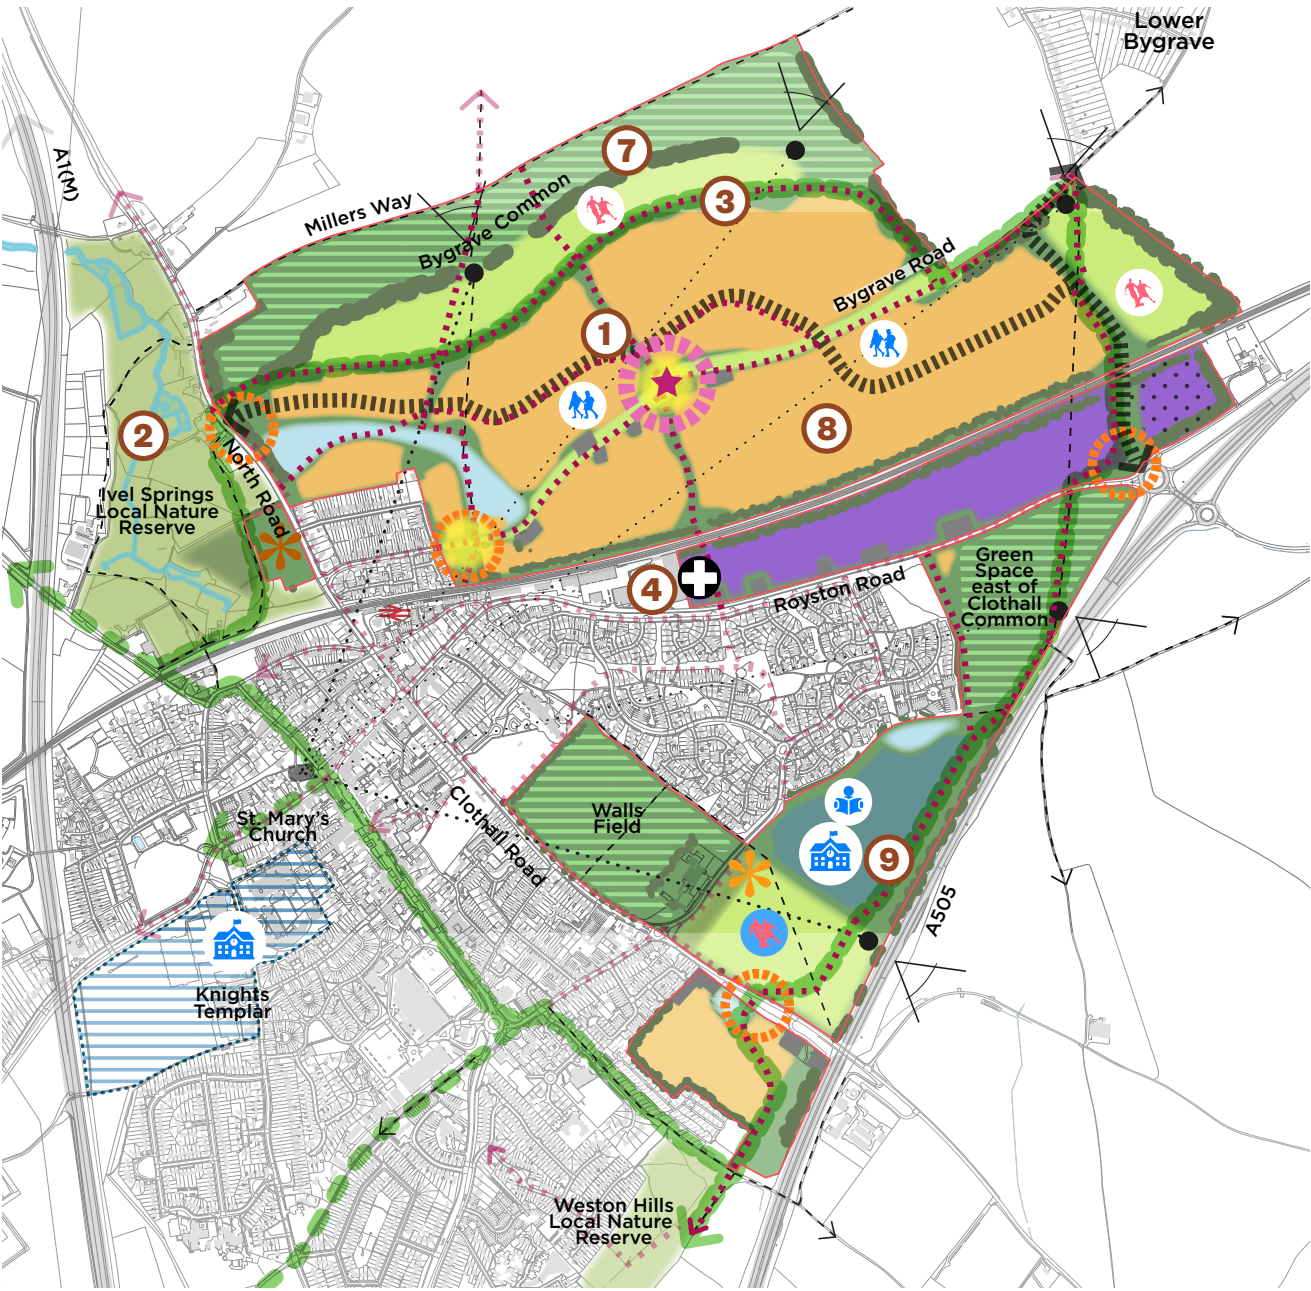 Lower
Bygrave
A1(M)
7
Millers Way
Bygrave Common
3
Bygrave Road
1
2
8
North Road
Ivel Springs
Local Nature
Reserve
4
Royston Road
Green
Space
east of
Clothall
Common
St. Mary's
Church
Clothall Road
Walls
Field
9
A505
Knights
Templar
Weston Hills
Local Nature
Reserve